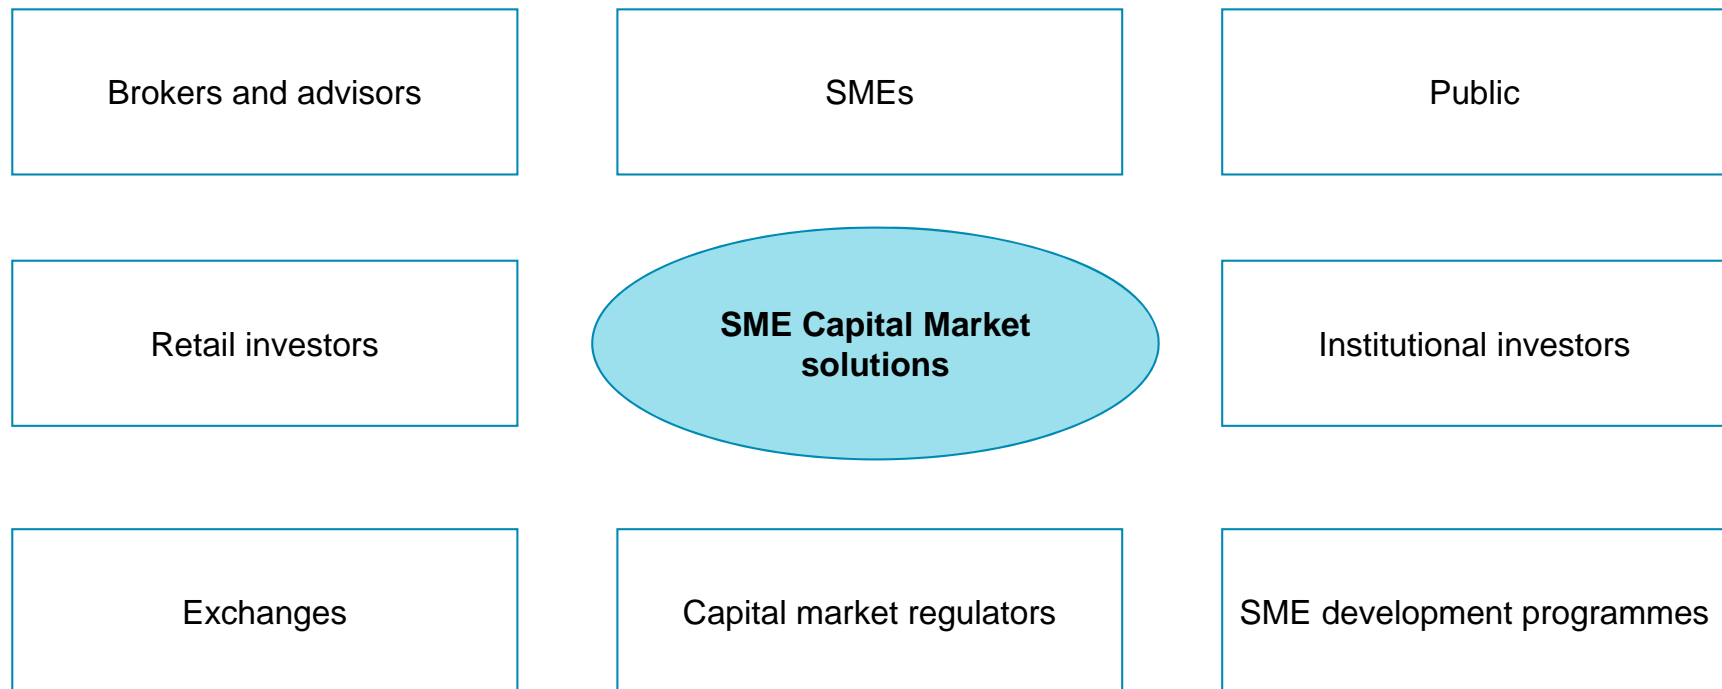 Brokers and advisors
SMEs
Public
Retail investors
SME Capital Market
solutions
Institutional investors
Exchanges
Capital market regulators
SME development programmes